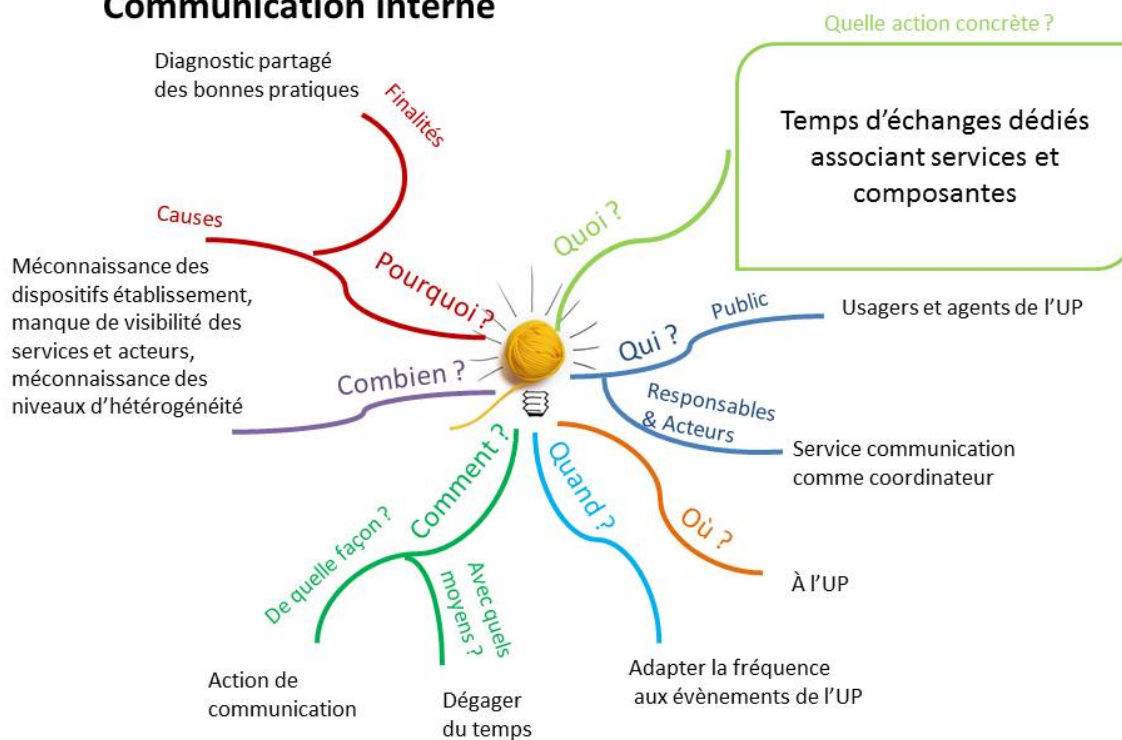 Communication interne
Quelle action concrète ?
Temps d'échanges dédiés
associant services et
composantes
Quoi ?
Diagnostic partagé
des bonnes pratiques
Finalités
Causes
Méconnaissance des
dispositifs établissement,
manque de visibilité des
services et acteurs,
méconnaissance des
niveaux d'hétérogénéité
Pourquoi ?
Combien ?
Qui ?
Public
Usagers et agents de l'UP
Responsables
& Acteurs
Service communication
comme coordinateur
Où ?
À l'UP
Quand ?
Adapter la fréquence
aux évènements de l'UP
Comment ?
De quelle façon ?
Action de
communication
Avec quels
moyens ?
Dégager
du temps